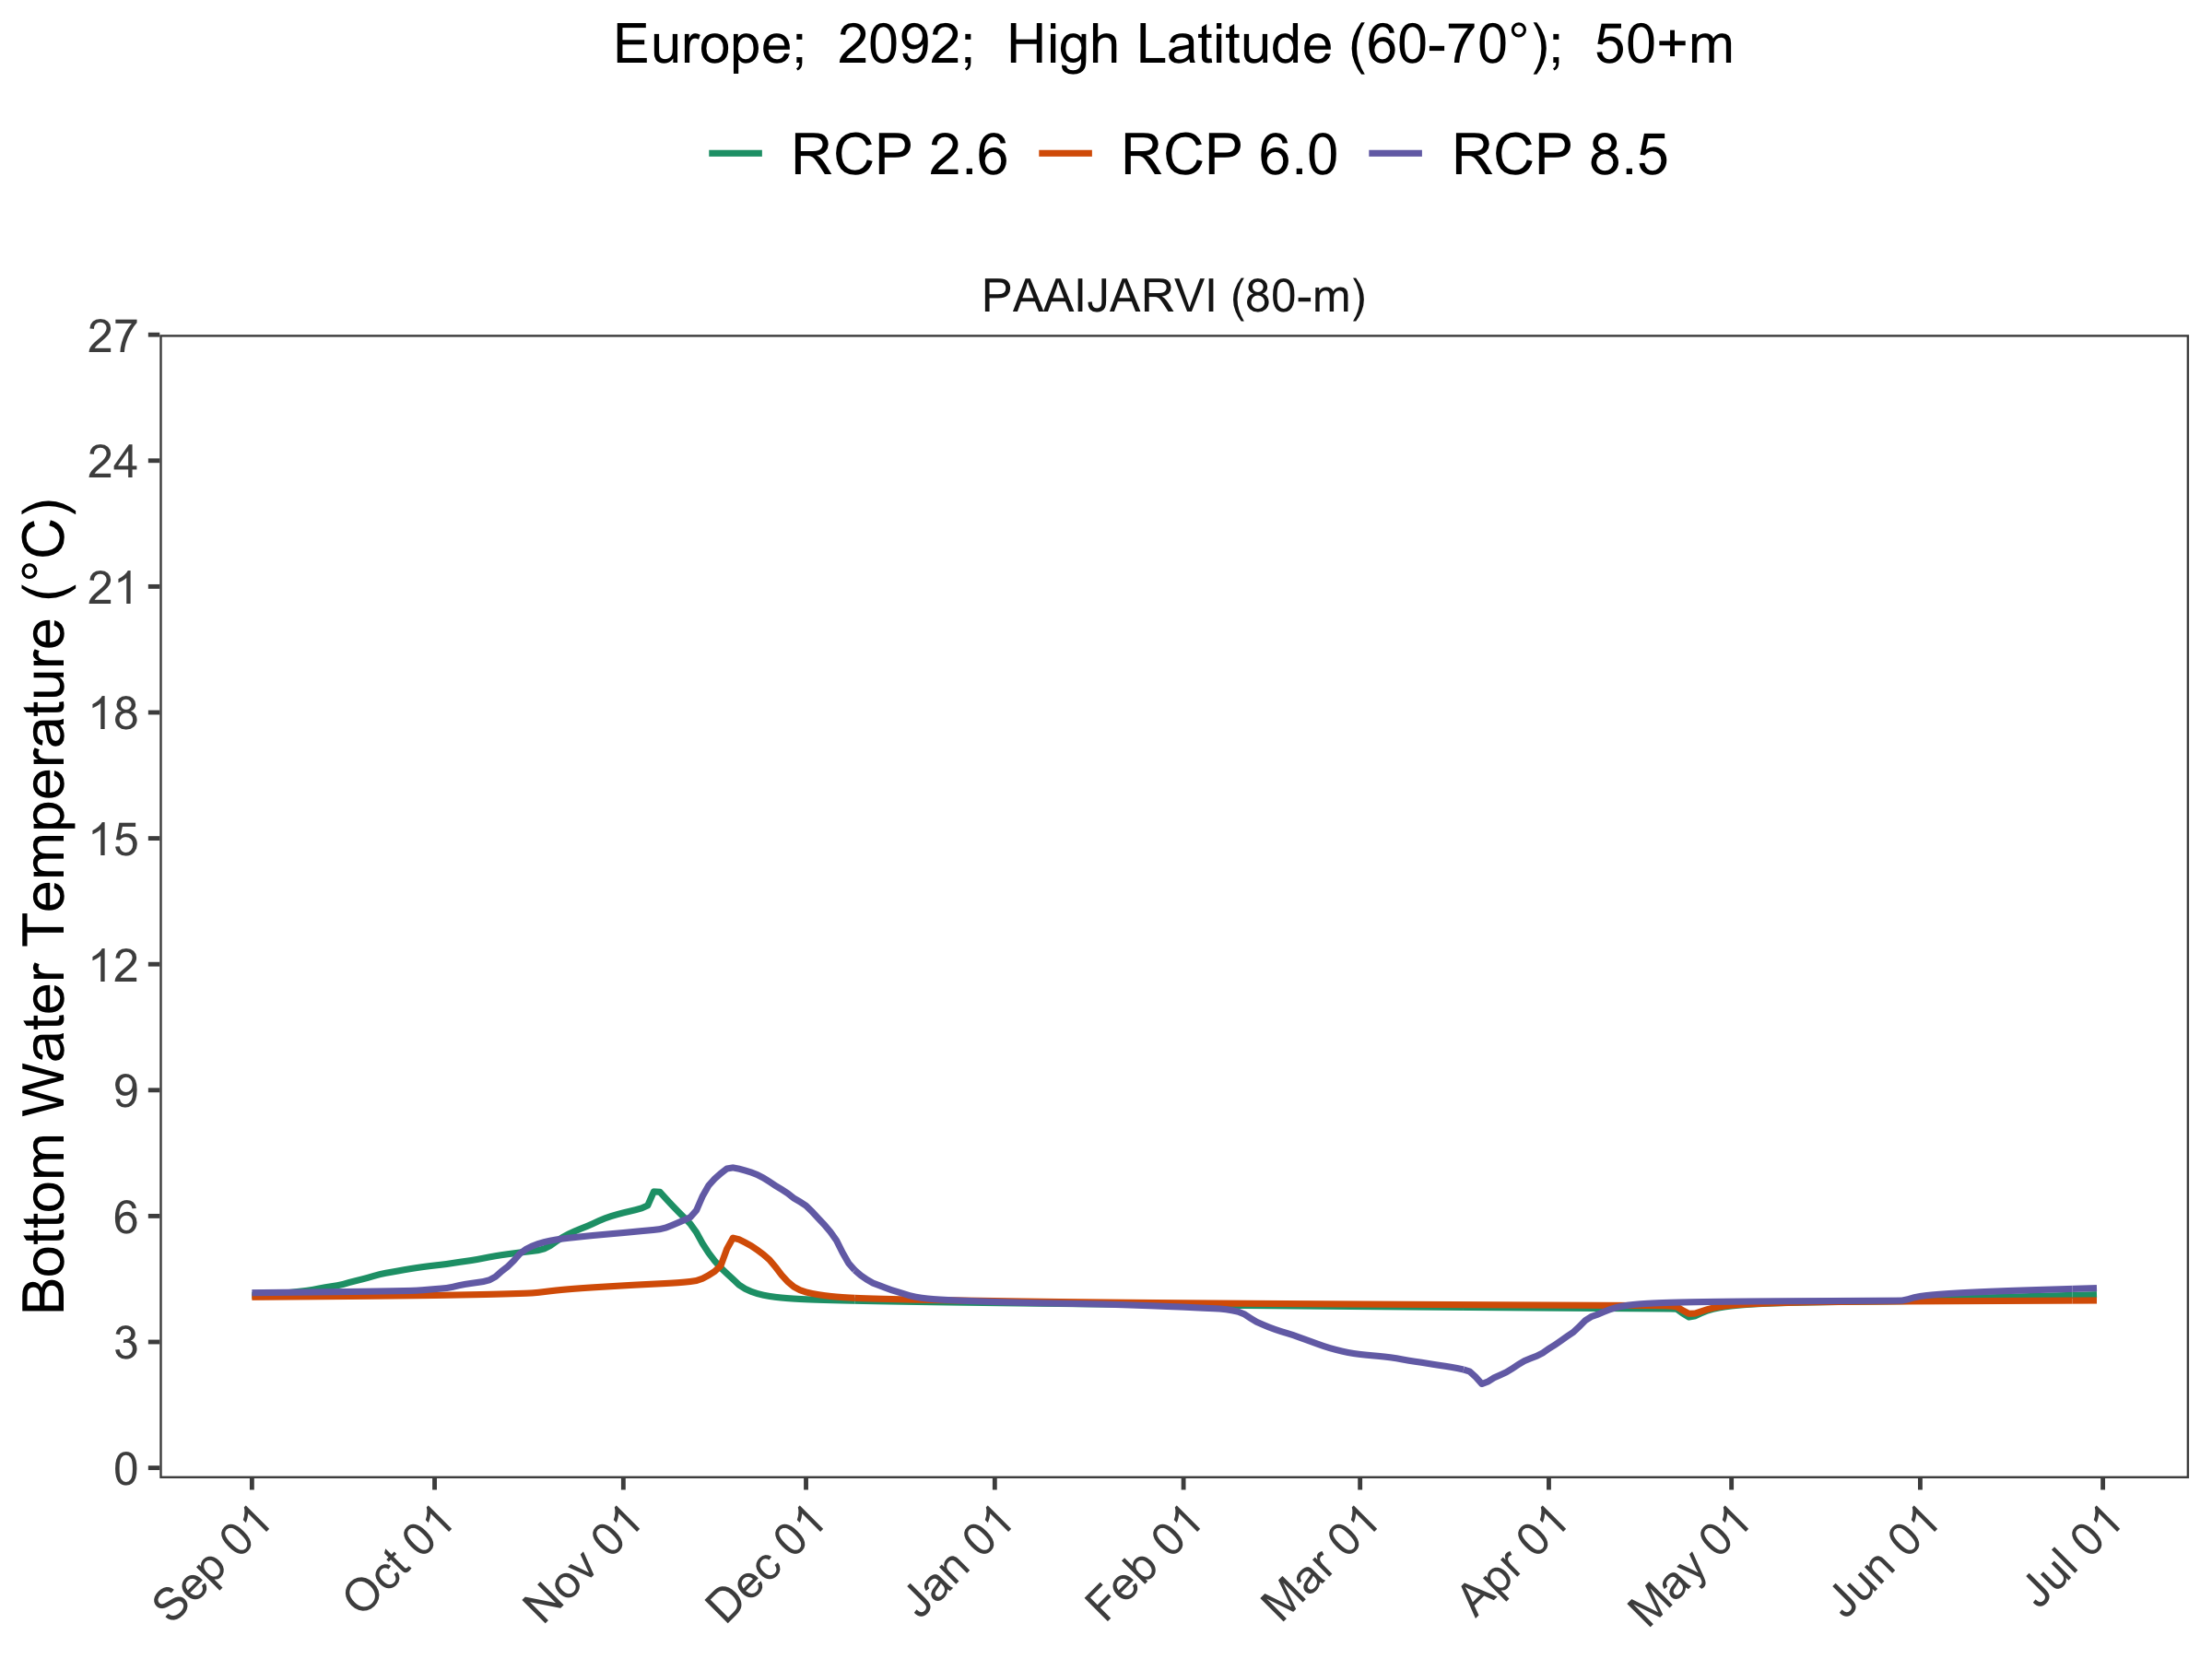 Europe; 2092; High Latitude (60-70°); 50+m
RCP 2.6 RCP 6.0 RCP 8.5
PAAIJARVI (80-m)
Bottom Water Temperature (°C)
27
24
21
18
15
12
9
6
3
0
Sep 01 Oct 01 Nov 01 Dec 01 Jan 01 Feb 01 Mar 01 Apr 01 May 01 Jun 01 Jul 01